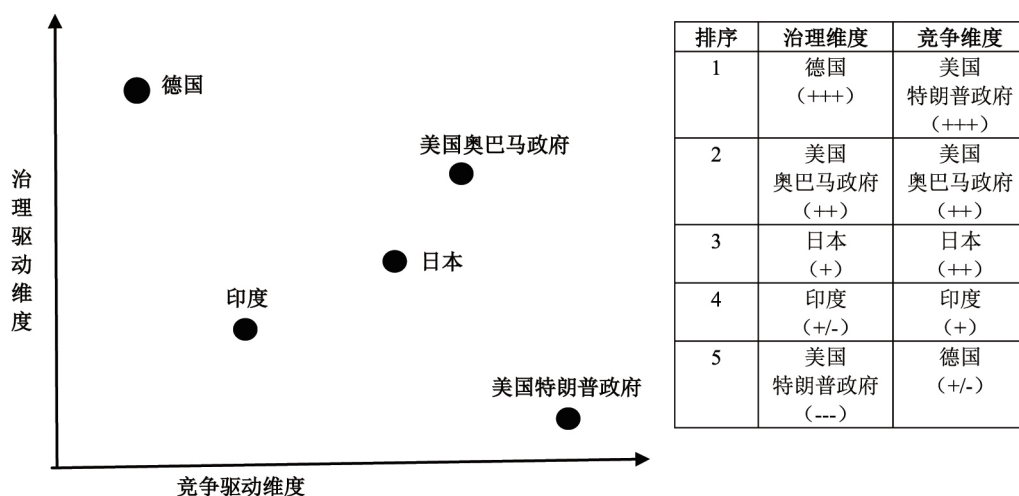 德国
美国奥巴马政府
日本
印度
美国特朗普政府
治理驱动维度
竞争驱动维度
排序 治理维度 竞争维度
1 德国 美国
（+++） 特朗普政府
（+++）
2 美国 美国
奥巴马政府 奥巴马政府
（++） （++）
3 日本 日本
（+） （++）
4 印度 印度
（+/-） （+）
5 美国 德国
特朗普政府 （+/-）
（---）